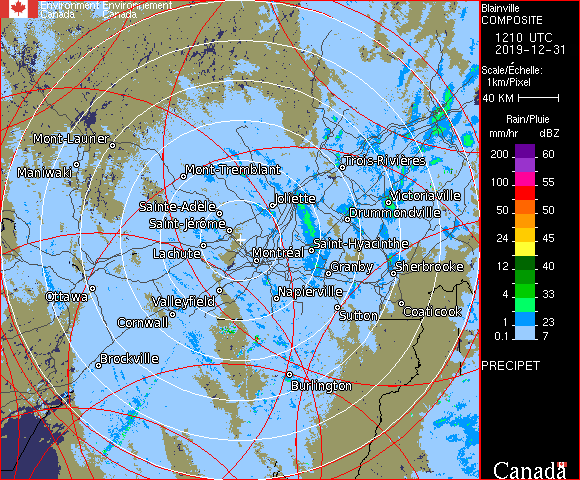 Environment Environnement
Canada Canada
Blainville
COMPOSITE
1210 UTC
2019-12-31
Scale/Échelle:
1km/Pixel
40 KM
Rain/Pluie
mm/hr dBZ
200 60
100 55
50 50
24 45
12 40
4 33
1 23
0.1 7
PRECIPET
Canada
Mont-Laurier
Maniwaki
Mont-Tremblant
Trois-Rivières
Joliette
Victoriaville
Sainte-Adèle
Drummondville
Saint-Jérôme
Saint-Hyacinthe
Lachute
Montréal
Granby
Sherbrooke
Ottawa
Valleyfield
Napierville
Cornwall
Sutton
Coaticook
Brockville
Burlington